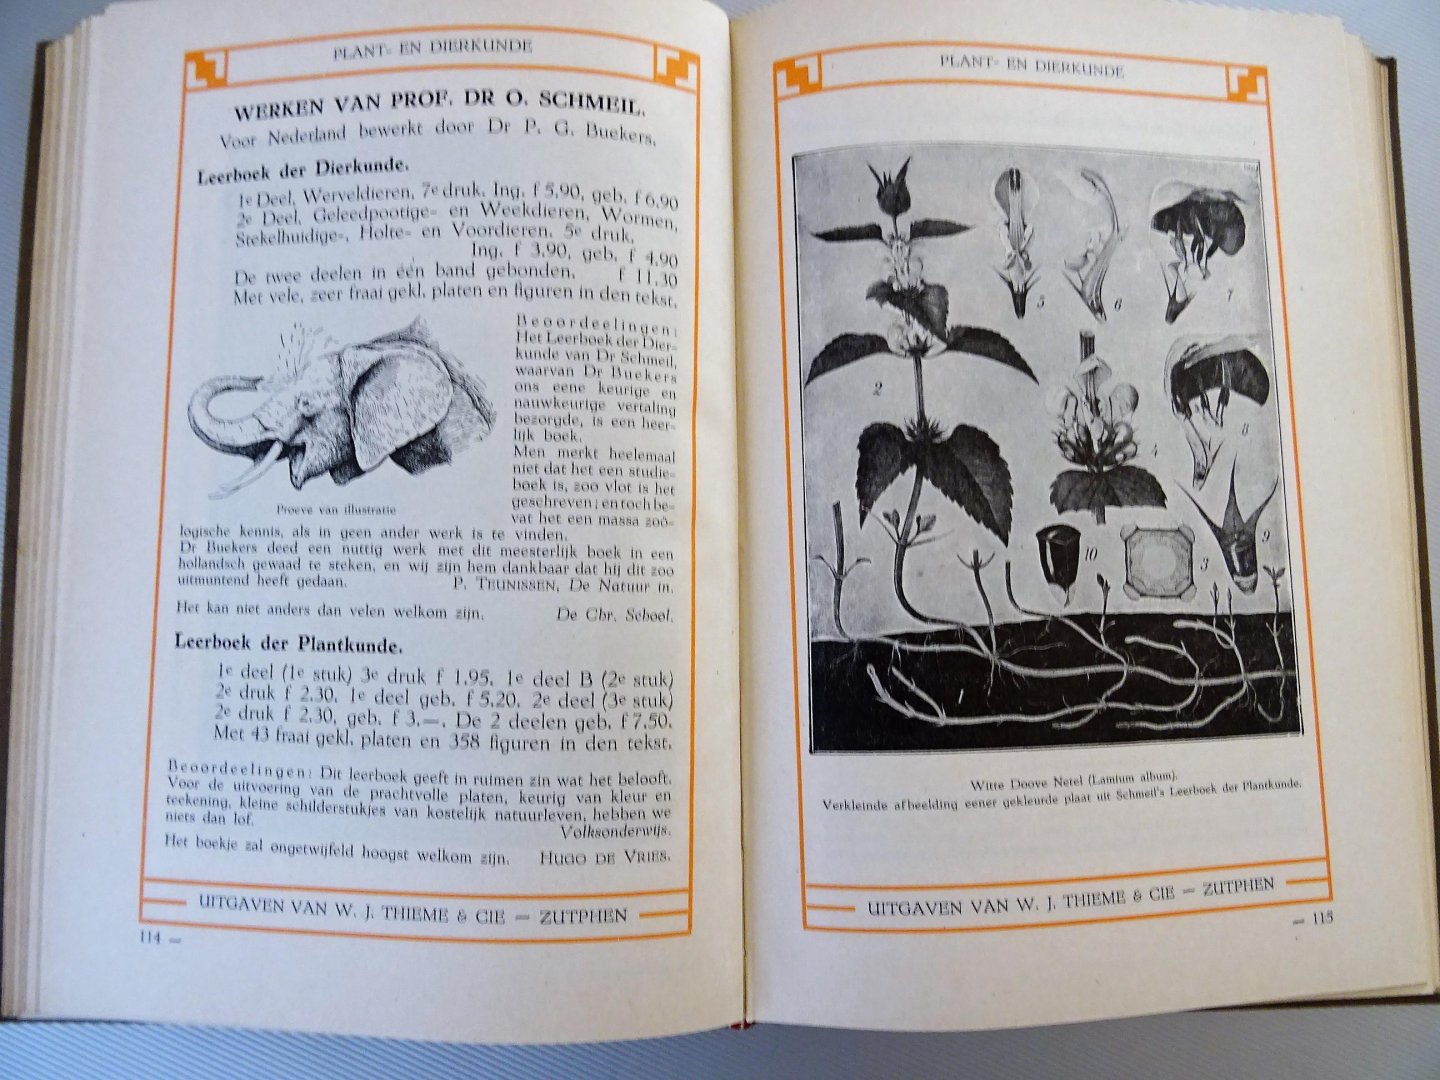 PLANT- EN DIERKUNDE
WERKEN VAN PROF. DR O. SCHMEIL.
Voor Nederland bewerkt door Dr P. G. Buekers.
Leerboek der Dierkunde.
1e Deel, Werveldieren, 7e druk. Ing. f 5,90, geb. f 6,90
2e Deel, Geleedpootige- en Weekdieren, Wormen,
Stekelhuidige-, Holte- en Voordieren, 5e druk,
Ing. f 3.90, geb. f 4.90
De twee deelen in één band gebonden. f 11.30
Met vele, zeer fraai gekl. platen en figuren in den tekst.
Beoordeelingen:
Het Leerboek der Dier-
kunde van Dr Schmeil,
waarvan Dr Buekers
ons eene keurige en
nauwkeurige vertaling
bezorgde, is een heer-
lijk boek.
Men merkt heelemaal
niet dat het een studie-
boek is, zoo vlot is het
geschreven; en toch be-
vat het een massa zoö-
Proeve van illustratie
logische kennis, als in geen ander werk is te vinden.
Dr Buekers deed een nuttig werk met dit meesterlijk boek in een
hollandsch gewaad te steken, en wij zijn hem dankbaar dat hij dit zoo
uitmuntend heeft gedaan. P. TEUNISSEN, De Natuur in.
Het kan niet anders dan velen welkom zijn. De Chr. School.
Leerboek der Plantkunde.
1e deel (1e stuk) 3e druk f 1,95. 1e deel B (2e stuk)
2e druk f 2.30. 1e deel geb. f 5.20. 2e deel (3e stuk)
2e druk f 2.30, geb. f 3.—. De 2 deelen geb. f 7.50.
Met 43 fraai gekl. platen en 358 figuren in den tekst.
Beoordeelingen: Dit leerboek geeft in ruimen zin wat het belooft.
Voor de uitvoering van de prachtvolle platen, keurig van kleur en
teekening, kleine schilderstukjes van kostelijk natuurleven, hebben we
niets dan lof. Volksonderwijs.
Het boekje zal ongetwijfeld hoogst welkom zijn. HUGO DE VRIES.
UITGAVEN VAN W. J. THIEME & CIE — ZUTPHEN
114 —
PLANT- EN DIERKUNDE
5
6
7
2
4
8
10
3
9
1
Witte Doove Netel (Lamium album).
Verkleinde afbeelding eener gekleurde plaat uit Schmeil's Leerboek der Plantkunde.
UITGAVEN VAN W. J. THIEME & CIE — ZUTPHEN
— 115